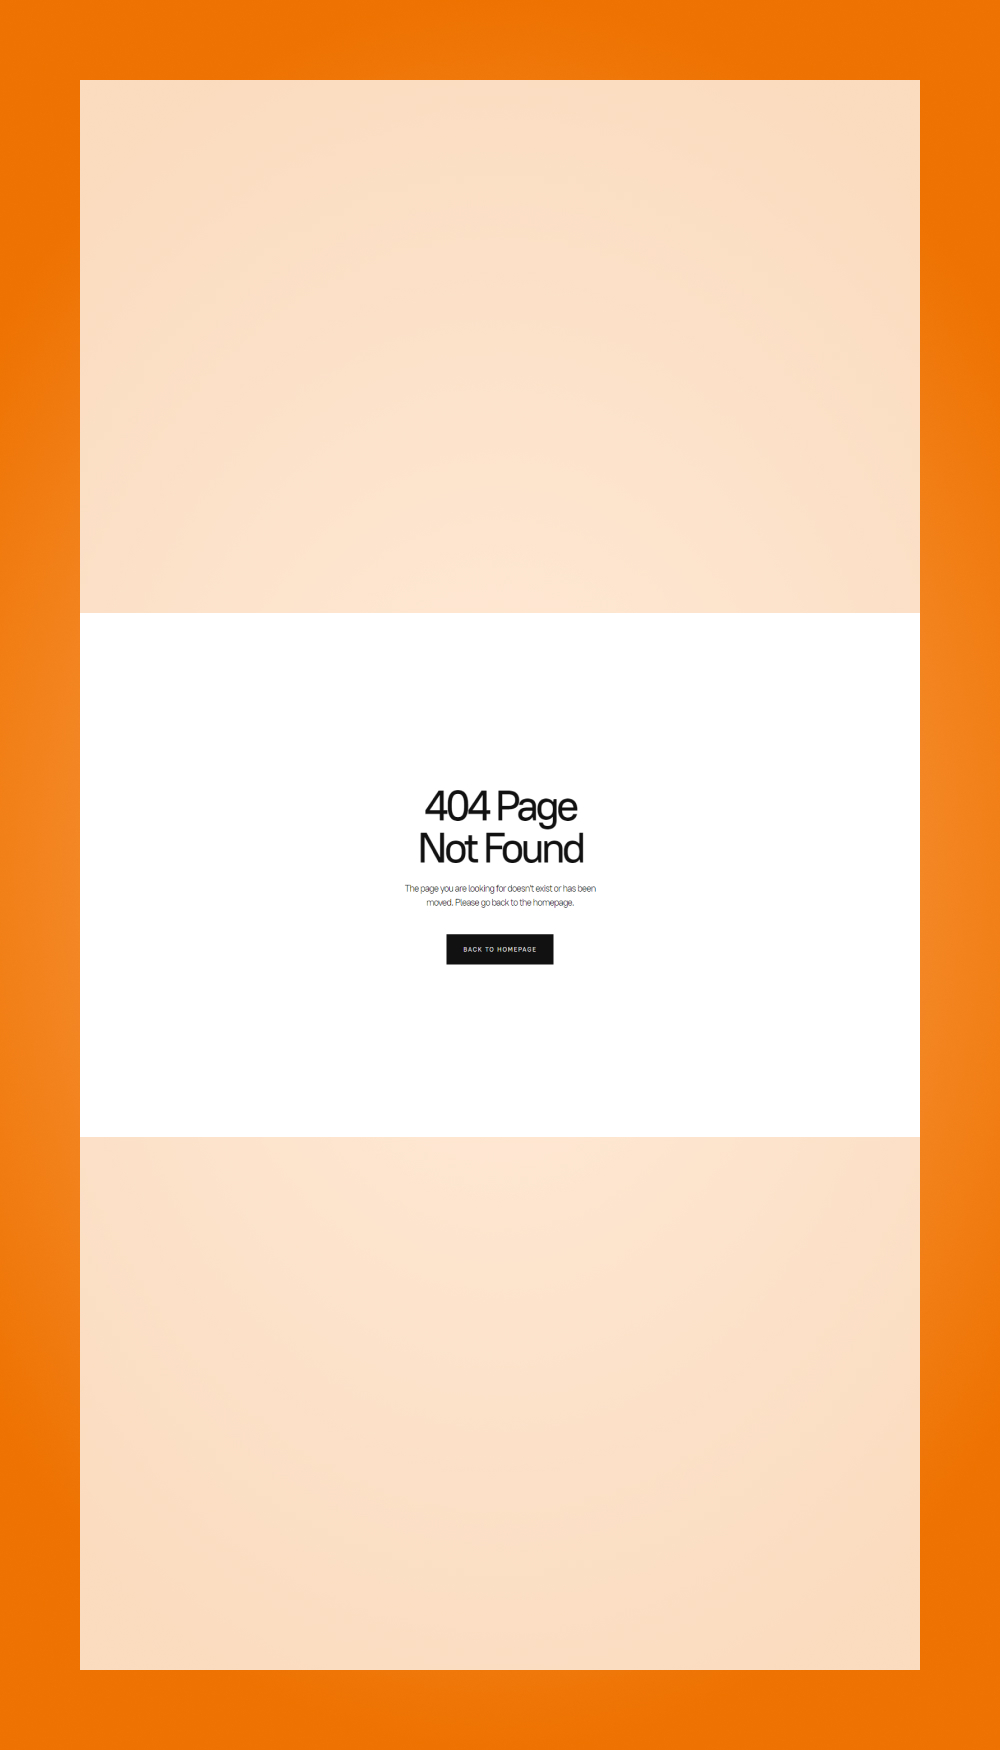 404 Page
Not Found
The page you are looking for doesn't exist or has been
moved. Please go back to the homepage.
BACK TO HOMEPAGE